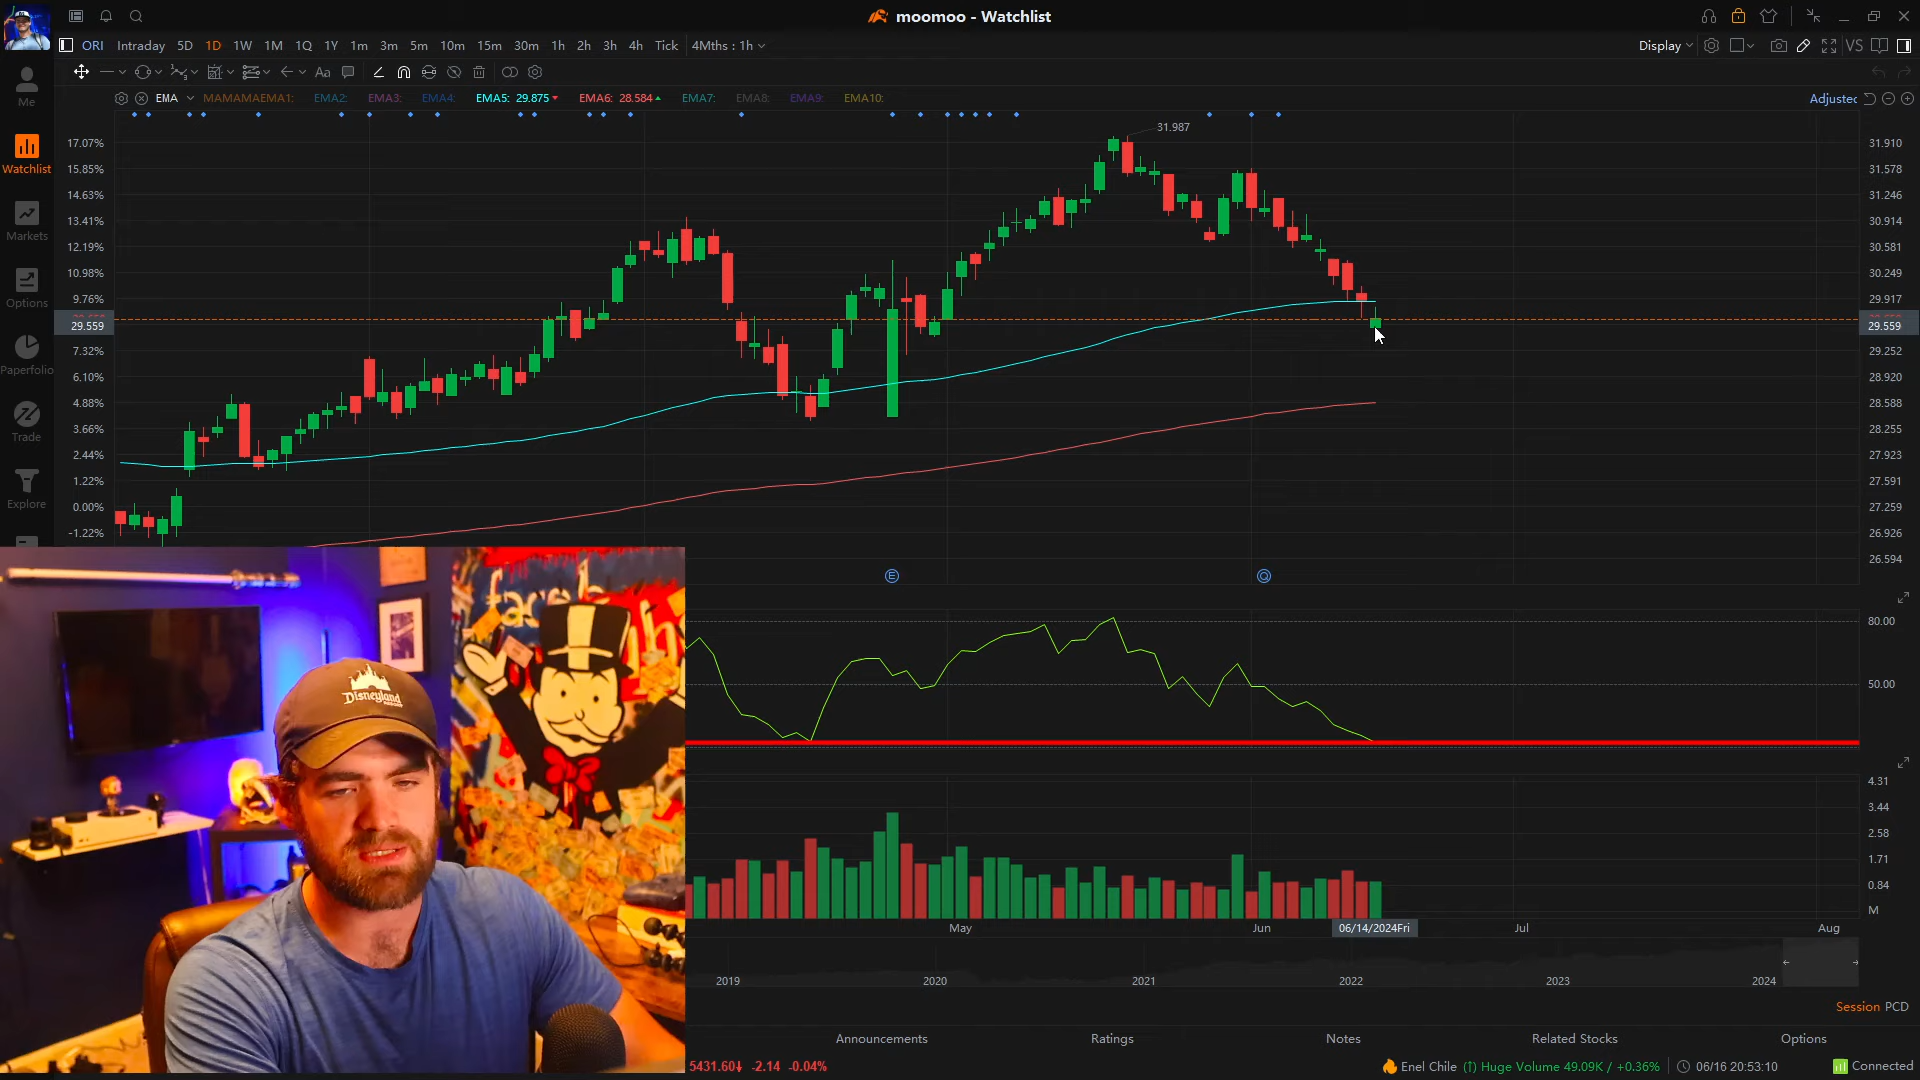 moomoo - Watchlist
ORI Intraday 5D 1D 1W 1M 1Q 1Y 1m 3m 5m 10m 15m 30m 1h 2h 3h 4h Tick 4Mths : 1h Display VS
Aa
EMA MAMAMAEMA1: EMA2: EMA3: EMA4: EMA5: 29.875 EMA6: 28.584 EMA7: EMA8: EMA9: EMA10: Adjusted
Me
Watchlist
Markets
Options
Paperfolio
Trade
Explore
17.07%
15.85%
14.63%
13.41%
12.19%
10.98%
9.76%
29.559
7.32%
6.10%
4.88%
3.66%
2.44%
1.22%
0.00%
-1.22%
31.987
31.910
31.578
31.246
30.914
30.581
30.249
29.917
29.559
29.252
28.920
28.588
28.255
27.923
27.591
27.259
26.926
26.594
E Q
80.00
50.00
4.31
3.44
2.58
1.71
0.84
M
May Jun 06/14/2024Fri Jul Aug
2019 2020 2021 2022 2023 2024
Session PCD
Announcements Ratings Notes Related Stocks Options
5431.60 -2.14 -0.04% Enel Chile (↑) Huge Volume 49.09K / +0.36% 06/16 20:53:10 Connected
Disneyland